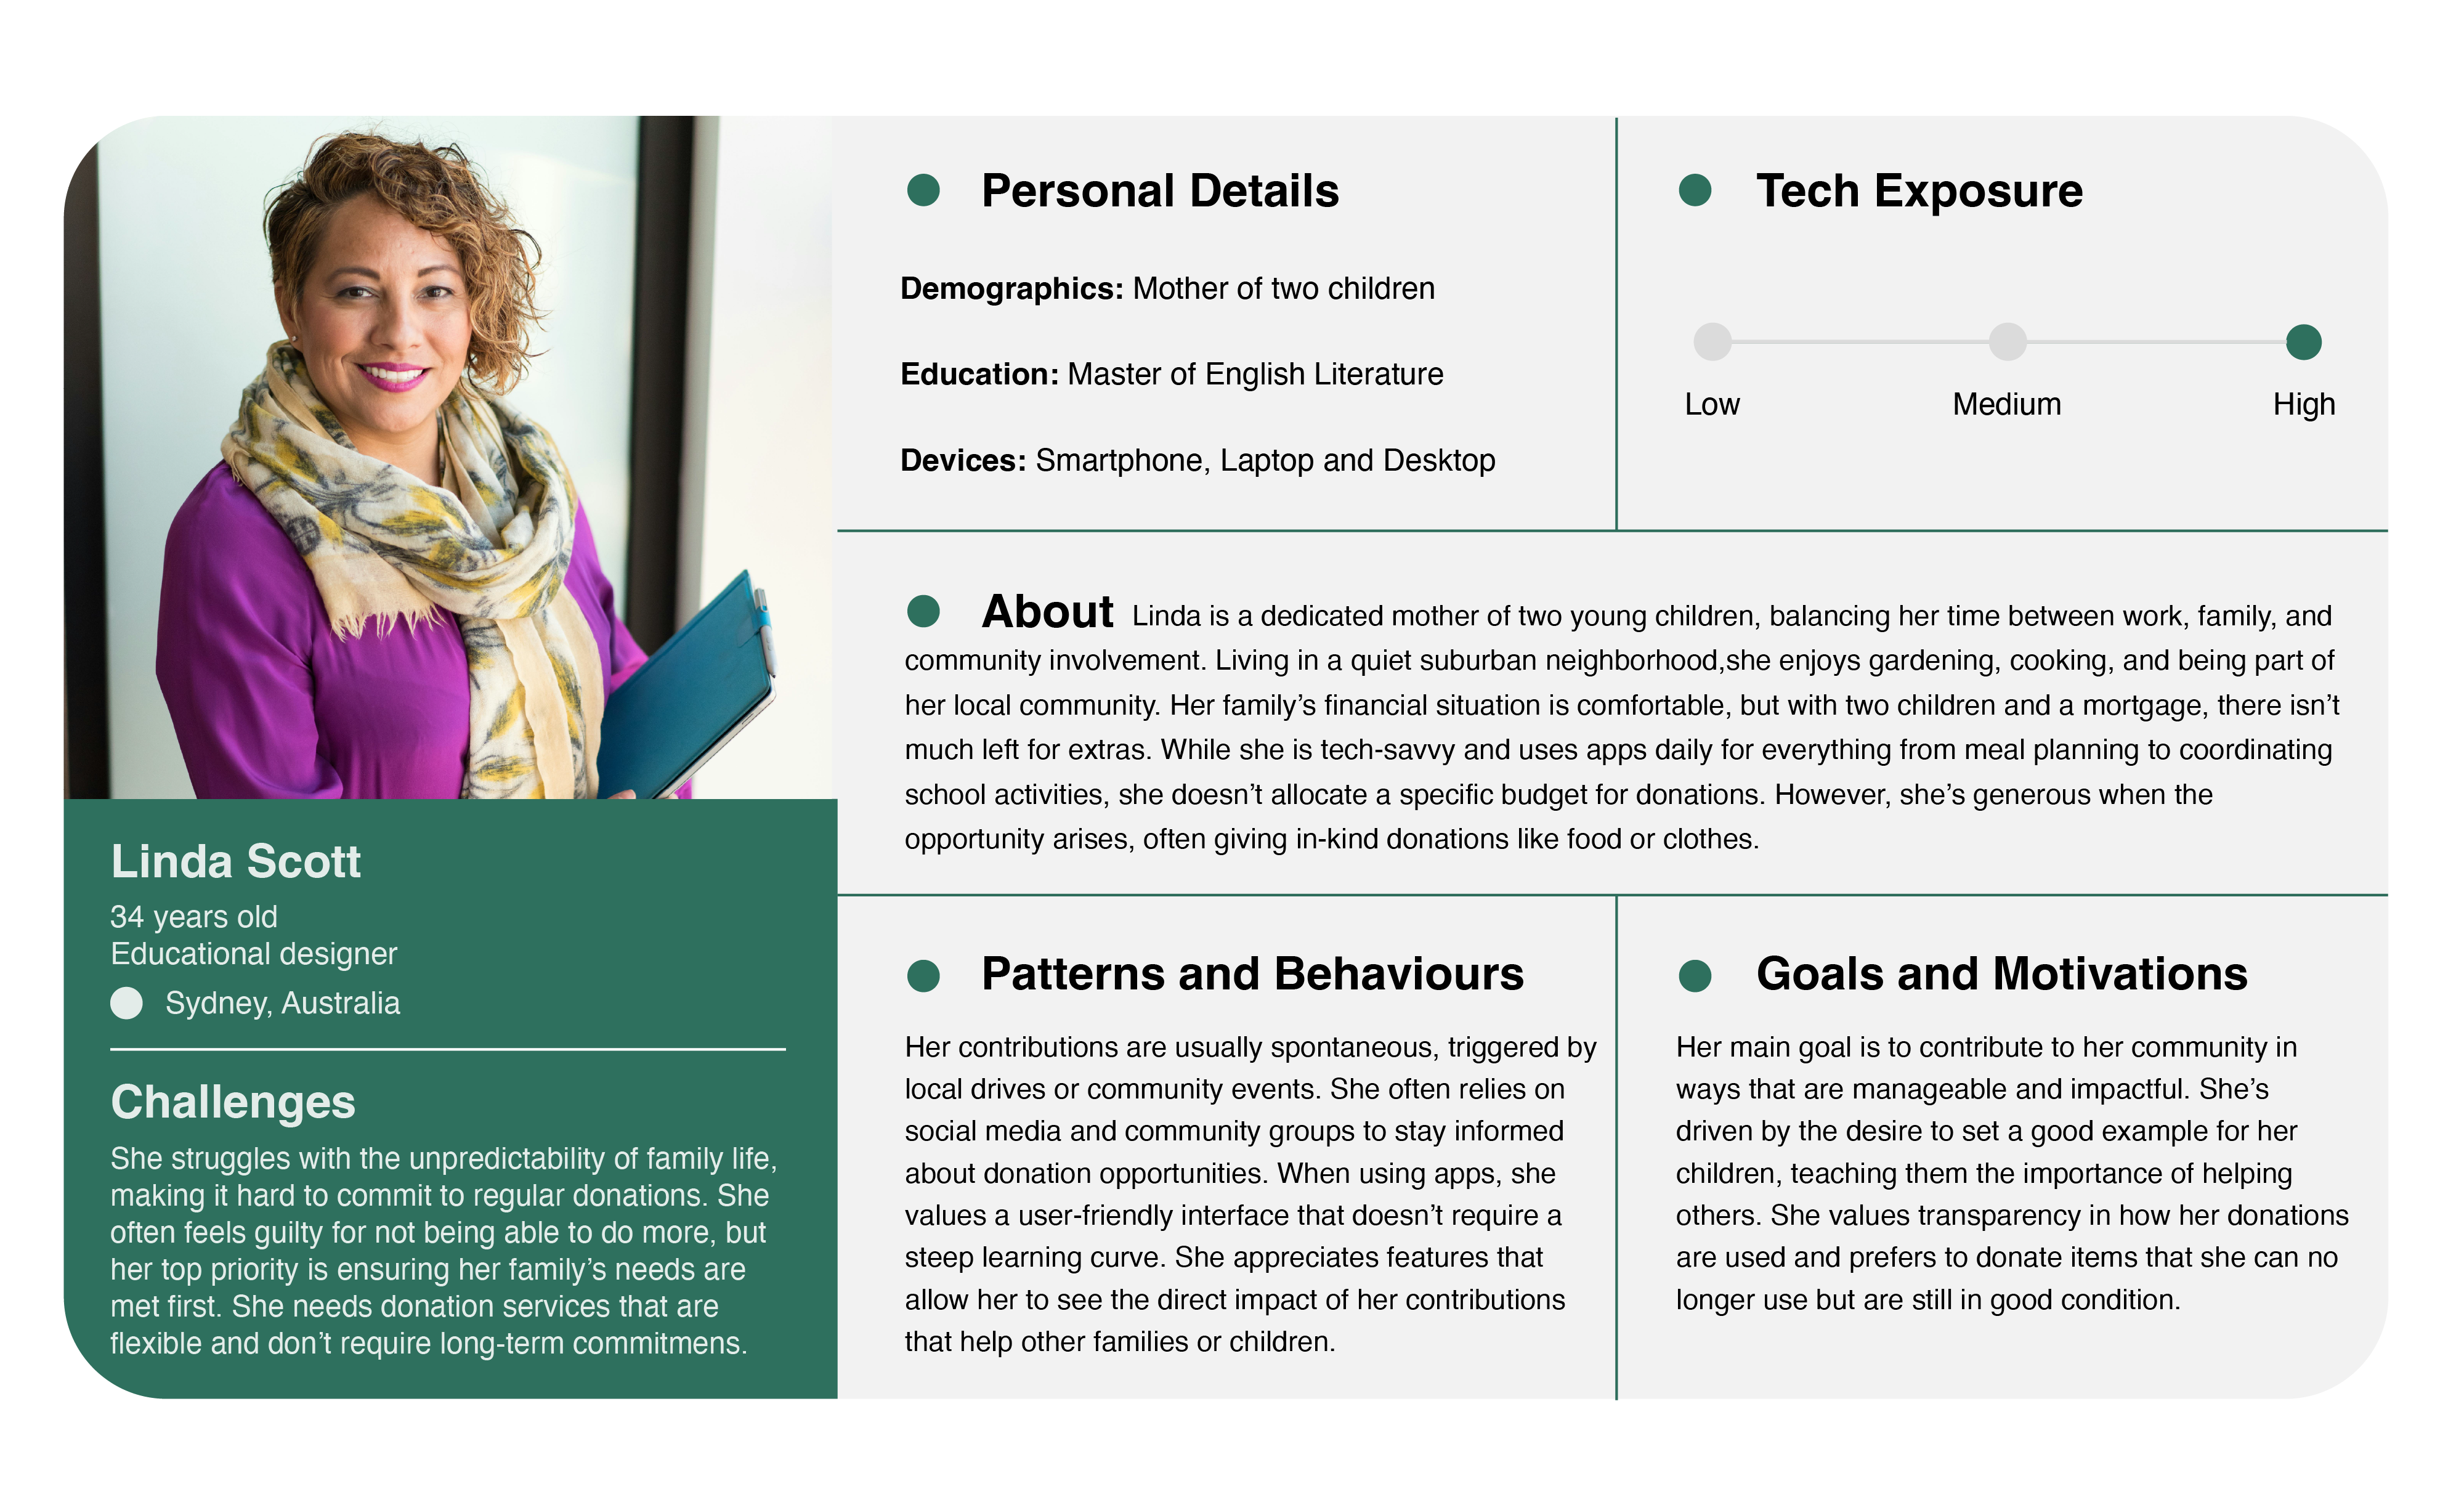 Linda Scott
34 years old
Educational designer
Sydney, Australia
Challenges
She struggles with the unpredictability of family life,
making it hard to commit to regular donations. She
often feels guilty for not being able to do more, but
her top priority is ensuring her family’s needs are
met first. She needs donation services that are
flexible and don’t require long-term commitmens.
Personal Details
Demographics: Mother of two children
Education: Master of English Literature
Devices: Smartphone, Laptop and Desktop
Tech Exposure
Low Medium High
About Linda is a dedicated mother of two young children, balancing her time between work, family, and
community involvement. Living in a quiet suburban neighborhood,she enjoys gardening, cooking, and being part of
her local community. Her family’s financial situation is comfortable, but with two children and a mortgage, there isn’t
much left for extras. While she is tech-savvy and uses apps daily for everything from meal planning to coordinating
school activities, she doesn’t allocate a specific budget for donations. However, she’s generous when the
opportunity arises, often giving in-kind donations like food or clothes.
Patterns and Behaviours
Her contributions are usually spontaneous, triggered by
local drives or community events. She often relies on
social media and community groups to stay informed
about donation opportunities. When using apps, she
values a user-friendly interface that doesn’t require a
steep learning curve. She appreciates features that
allow her to see the direct impact of her contributions
that help other families or children.
Goals and Motivations
Her main goal is to contribute to her community in
ways that are manageable and impactful. She’s
driven by the desire to set a good example for her
children, teaching them the importance of helping
others. She values transparency in how her donations
are used and prefers to donate items that she can no
longer use but are still in good condition.